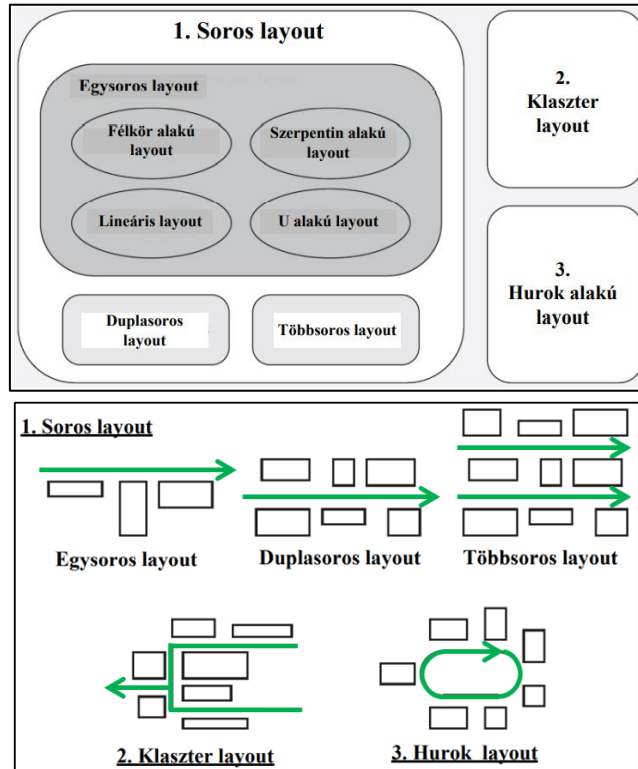 1. Soros layout
Egysoros layout
Félkör alakú
layout
Szerpentin alakú
layout
Lineáris layout
U alakú layout
Duplasoros
layout
Többsoros layout
2.
Klaszter
layout
3.
Hurok alakú
layout
1. Soros layout
Egysoros layout
Duplasoros layout
Többsoros layout
2. Klaszter layout
3. Hurok layout